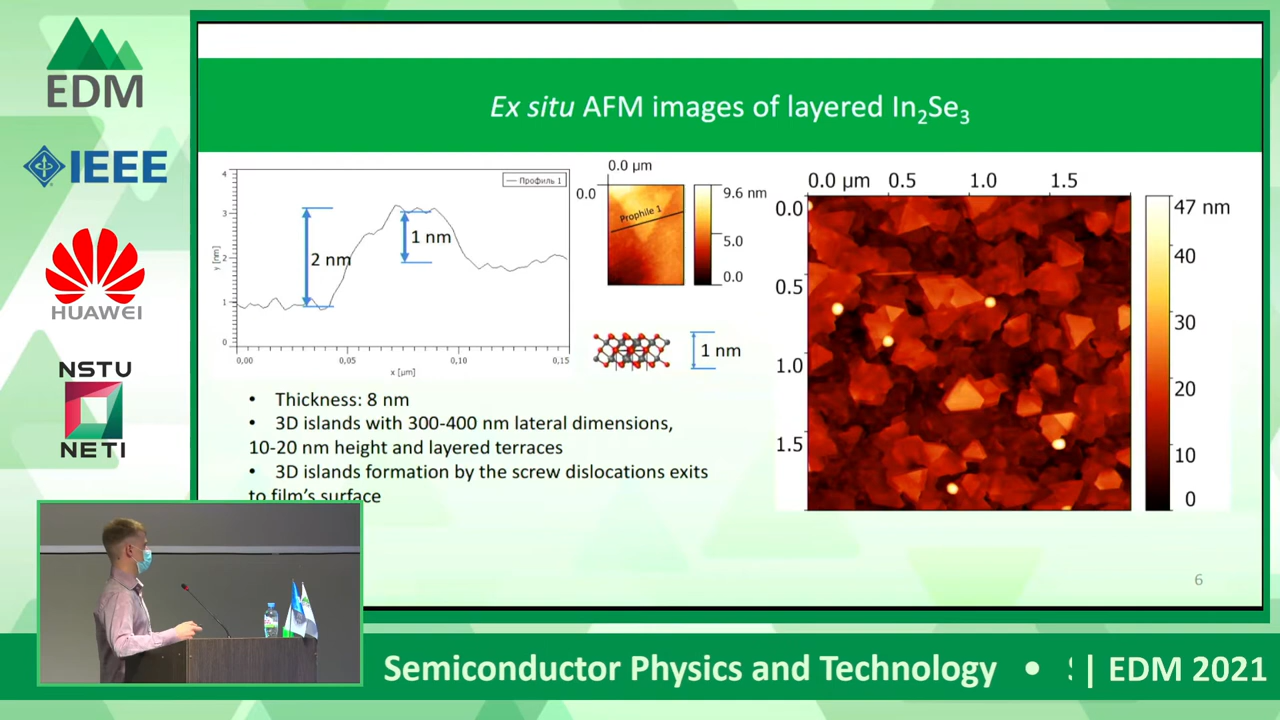 EDM
IEEE
HUAWEI
NSTU
NETI
Ex situ AFM images of layered In₂Se₃
4
3
2
1
0
y [nm]
Профиль 1
2 nm
1 nm
0,00
0,05
0,10
0,15
x [µm]
0.0 µm
0.0
Prophile 1
9.6 nm
5.0
0.0
1 nm
• Thickness: 8 nm
• 3D islands with 300-400 nm lateral dimensions,
10-20 nm height and layered terraces
• 3D islands formation by the screw dislocations exits
to film's surface
0.0 µm 0.5 1.0 1.5
0.0
0.5
1.0
1.5
47 nm
40
30
20
10
0
6
Semiconductor Physics and Technology • | EDM 2021